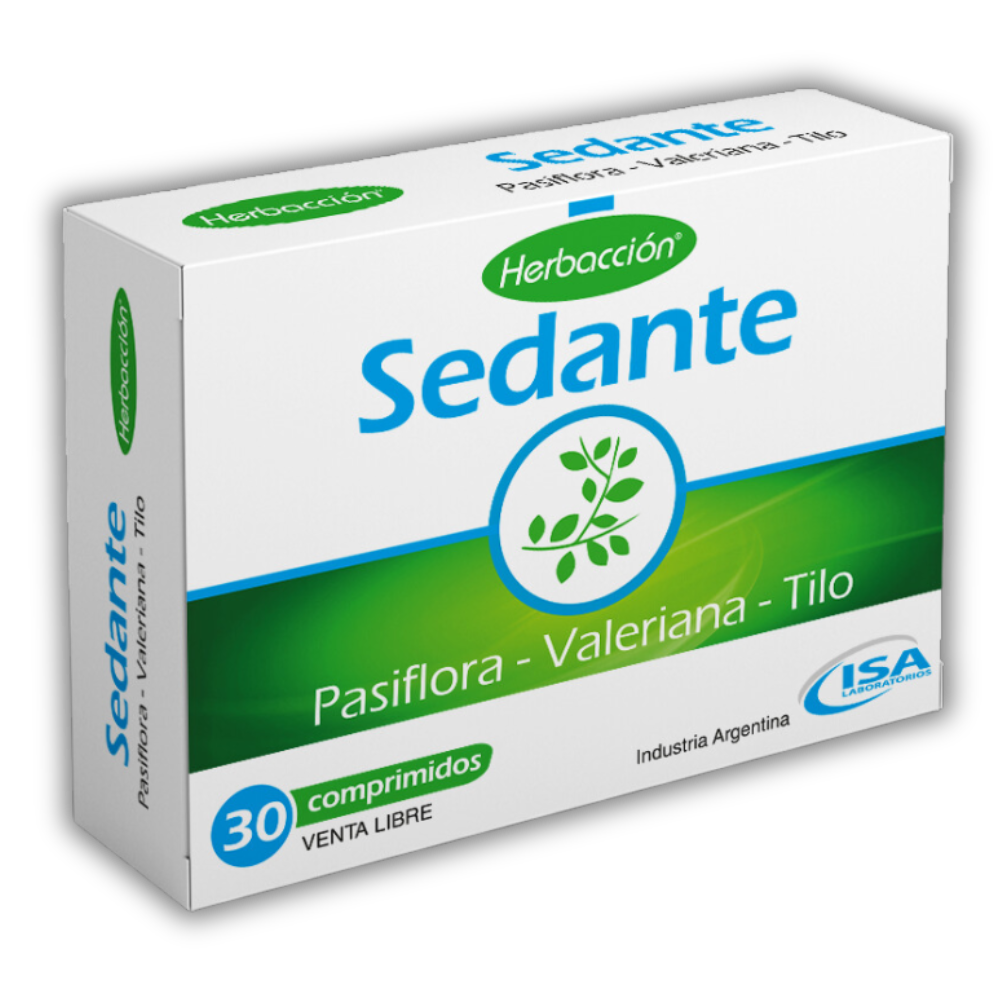 Herbacción®
Sedante
Pasiflora - Valeriana - Tilo
Herbacción®
Sedante
Pasiflora - Valeriana - Tilo
Herbacción®
Sedante
Pasiflora - Valeriana - Tilo
ISA
LABORATORIOS
Industria Argentina
30 comprimidos
VENTA LIBRE